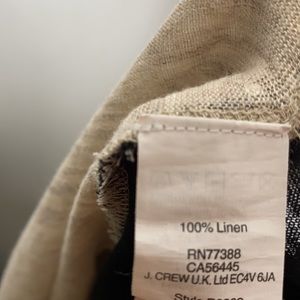 100% Linen
RN77388
CA56445
J. CREW U.K. Ltd EC4V 6JA